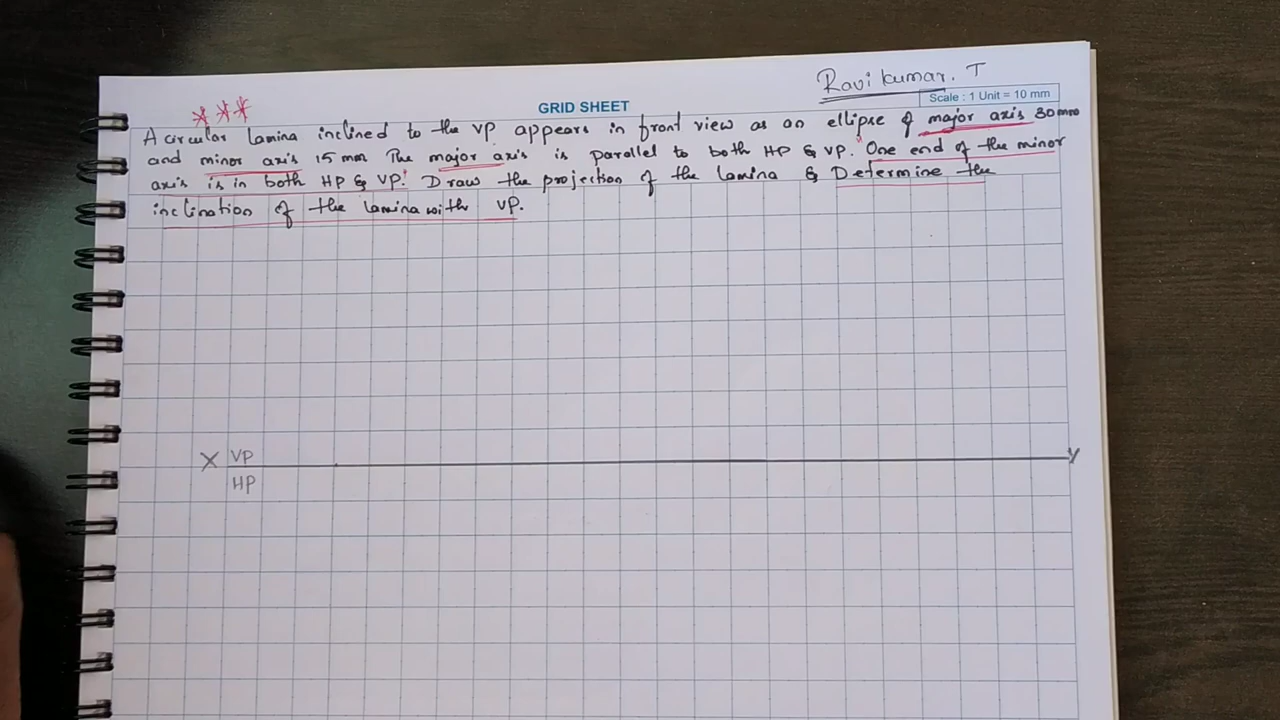 Ravi kumar. T
***
GRID SHEET
Scale : 1 Unit = 10 mm
A circular lamina inclined to the VP appears in front view as an ellipse of major axis 30mm
and minor axis 15 mm The major axis is parallel to both HP & VP. "One end of the minor
axis is in both HP & VP." Draw the projection of the lamina & Determine the
inclination of the lamina with VP.
X VP Y
HP